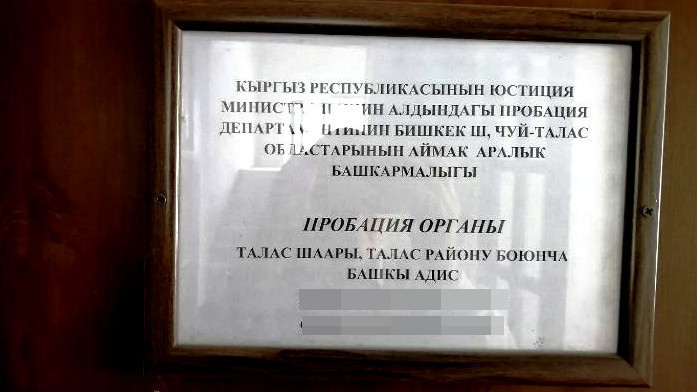 КЫРГЫЗ РЕСПУБЛИКАСЫНЫН ЮСТИЦИЯ
АЛДЫНДАГЫ ПРОБАЦИЯ
БИШКЕК Ш, ЧУЙ-ТАЛАС
ОБЛАСТАРЫНЫН АЙМАК АРАЛЫК
БАШКАРМАЛЫГЫ
ПРОБАЦИЯ ОРГАНЫ
ТАЛАС ШААРЫ, ТАЛАС РАЙОНУ БОЮНЧА
БАШКЫ АДИС